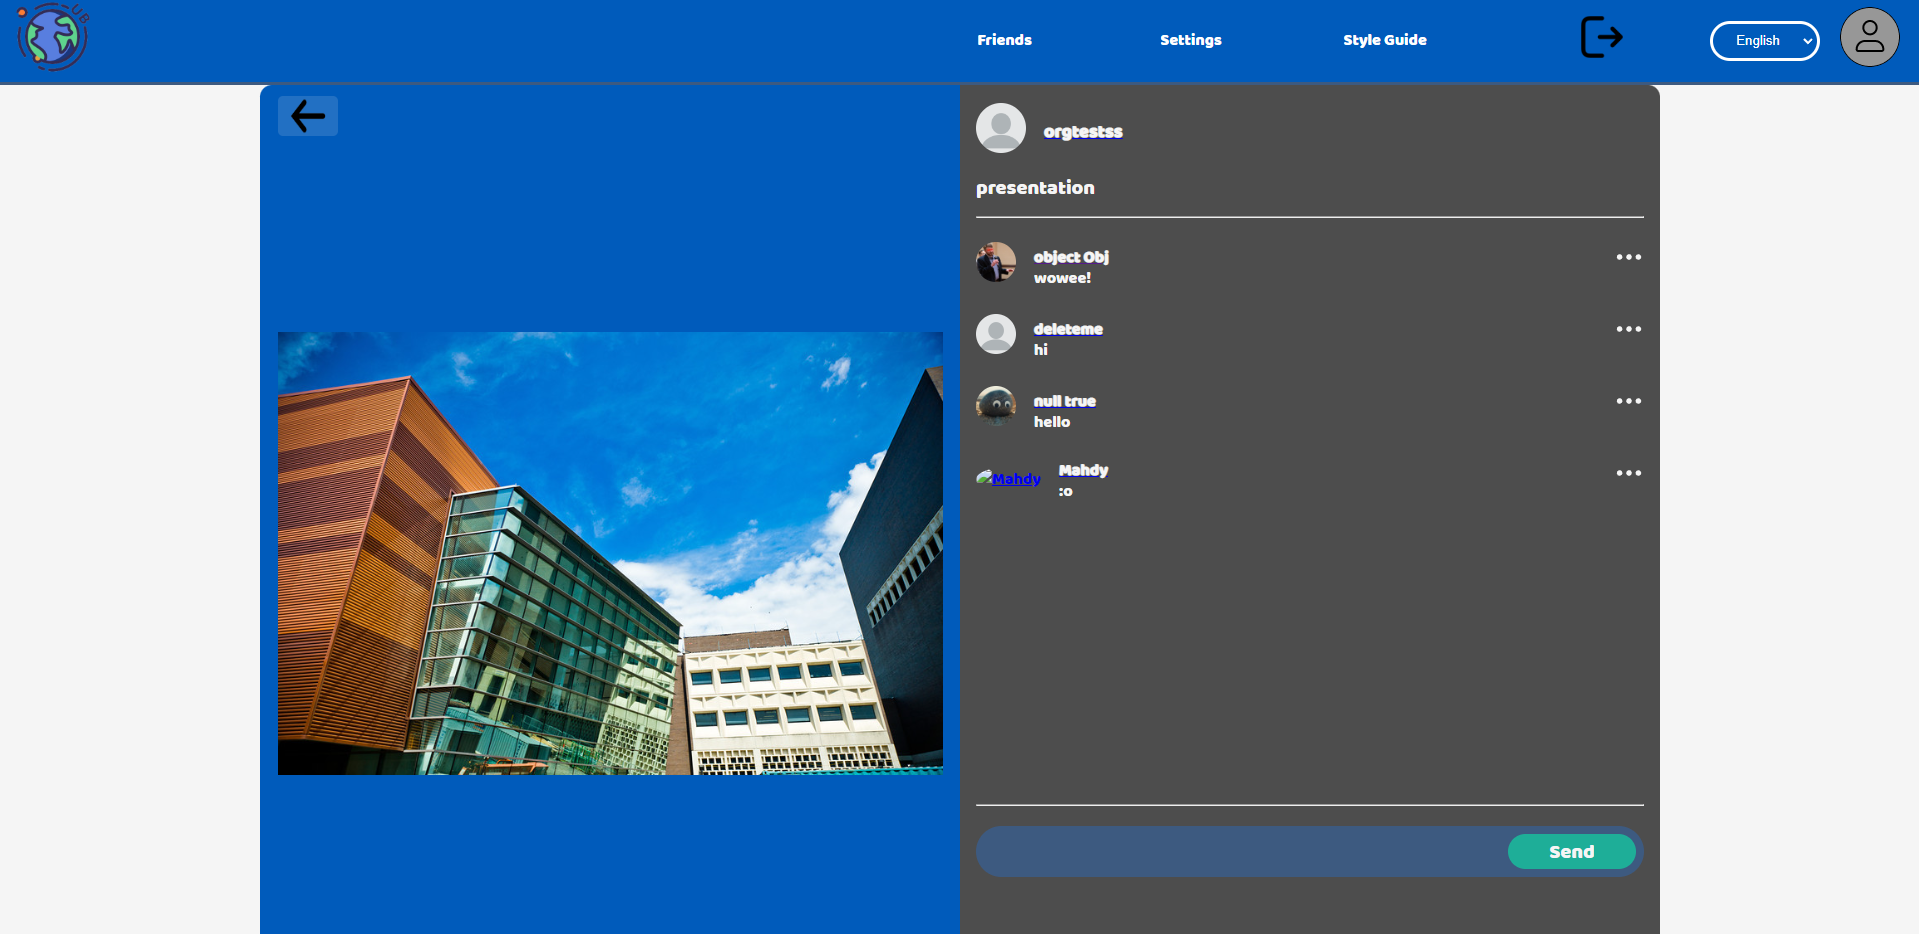 UB
Friends
Settings
Style Guide
English
orgtestss
presentation
object Obj
wowee!
deleteme
hi
null true
hello
Mahdy
Mahdy
:o
Send